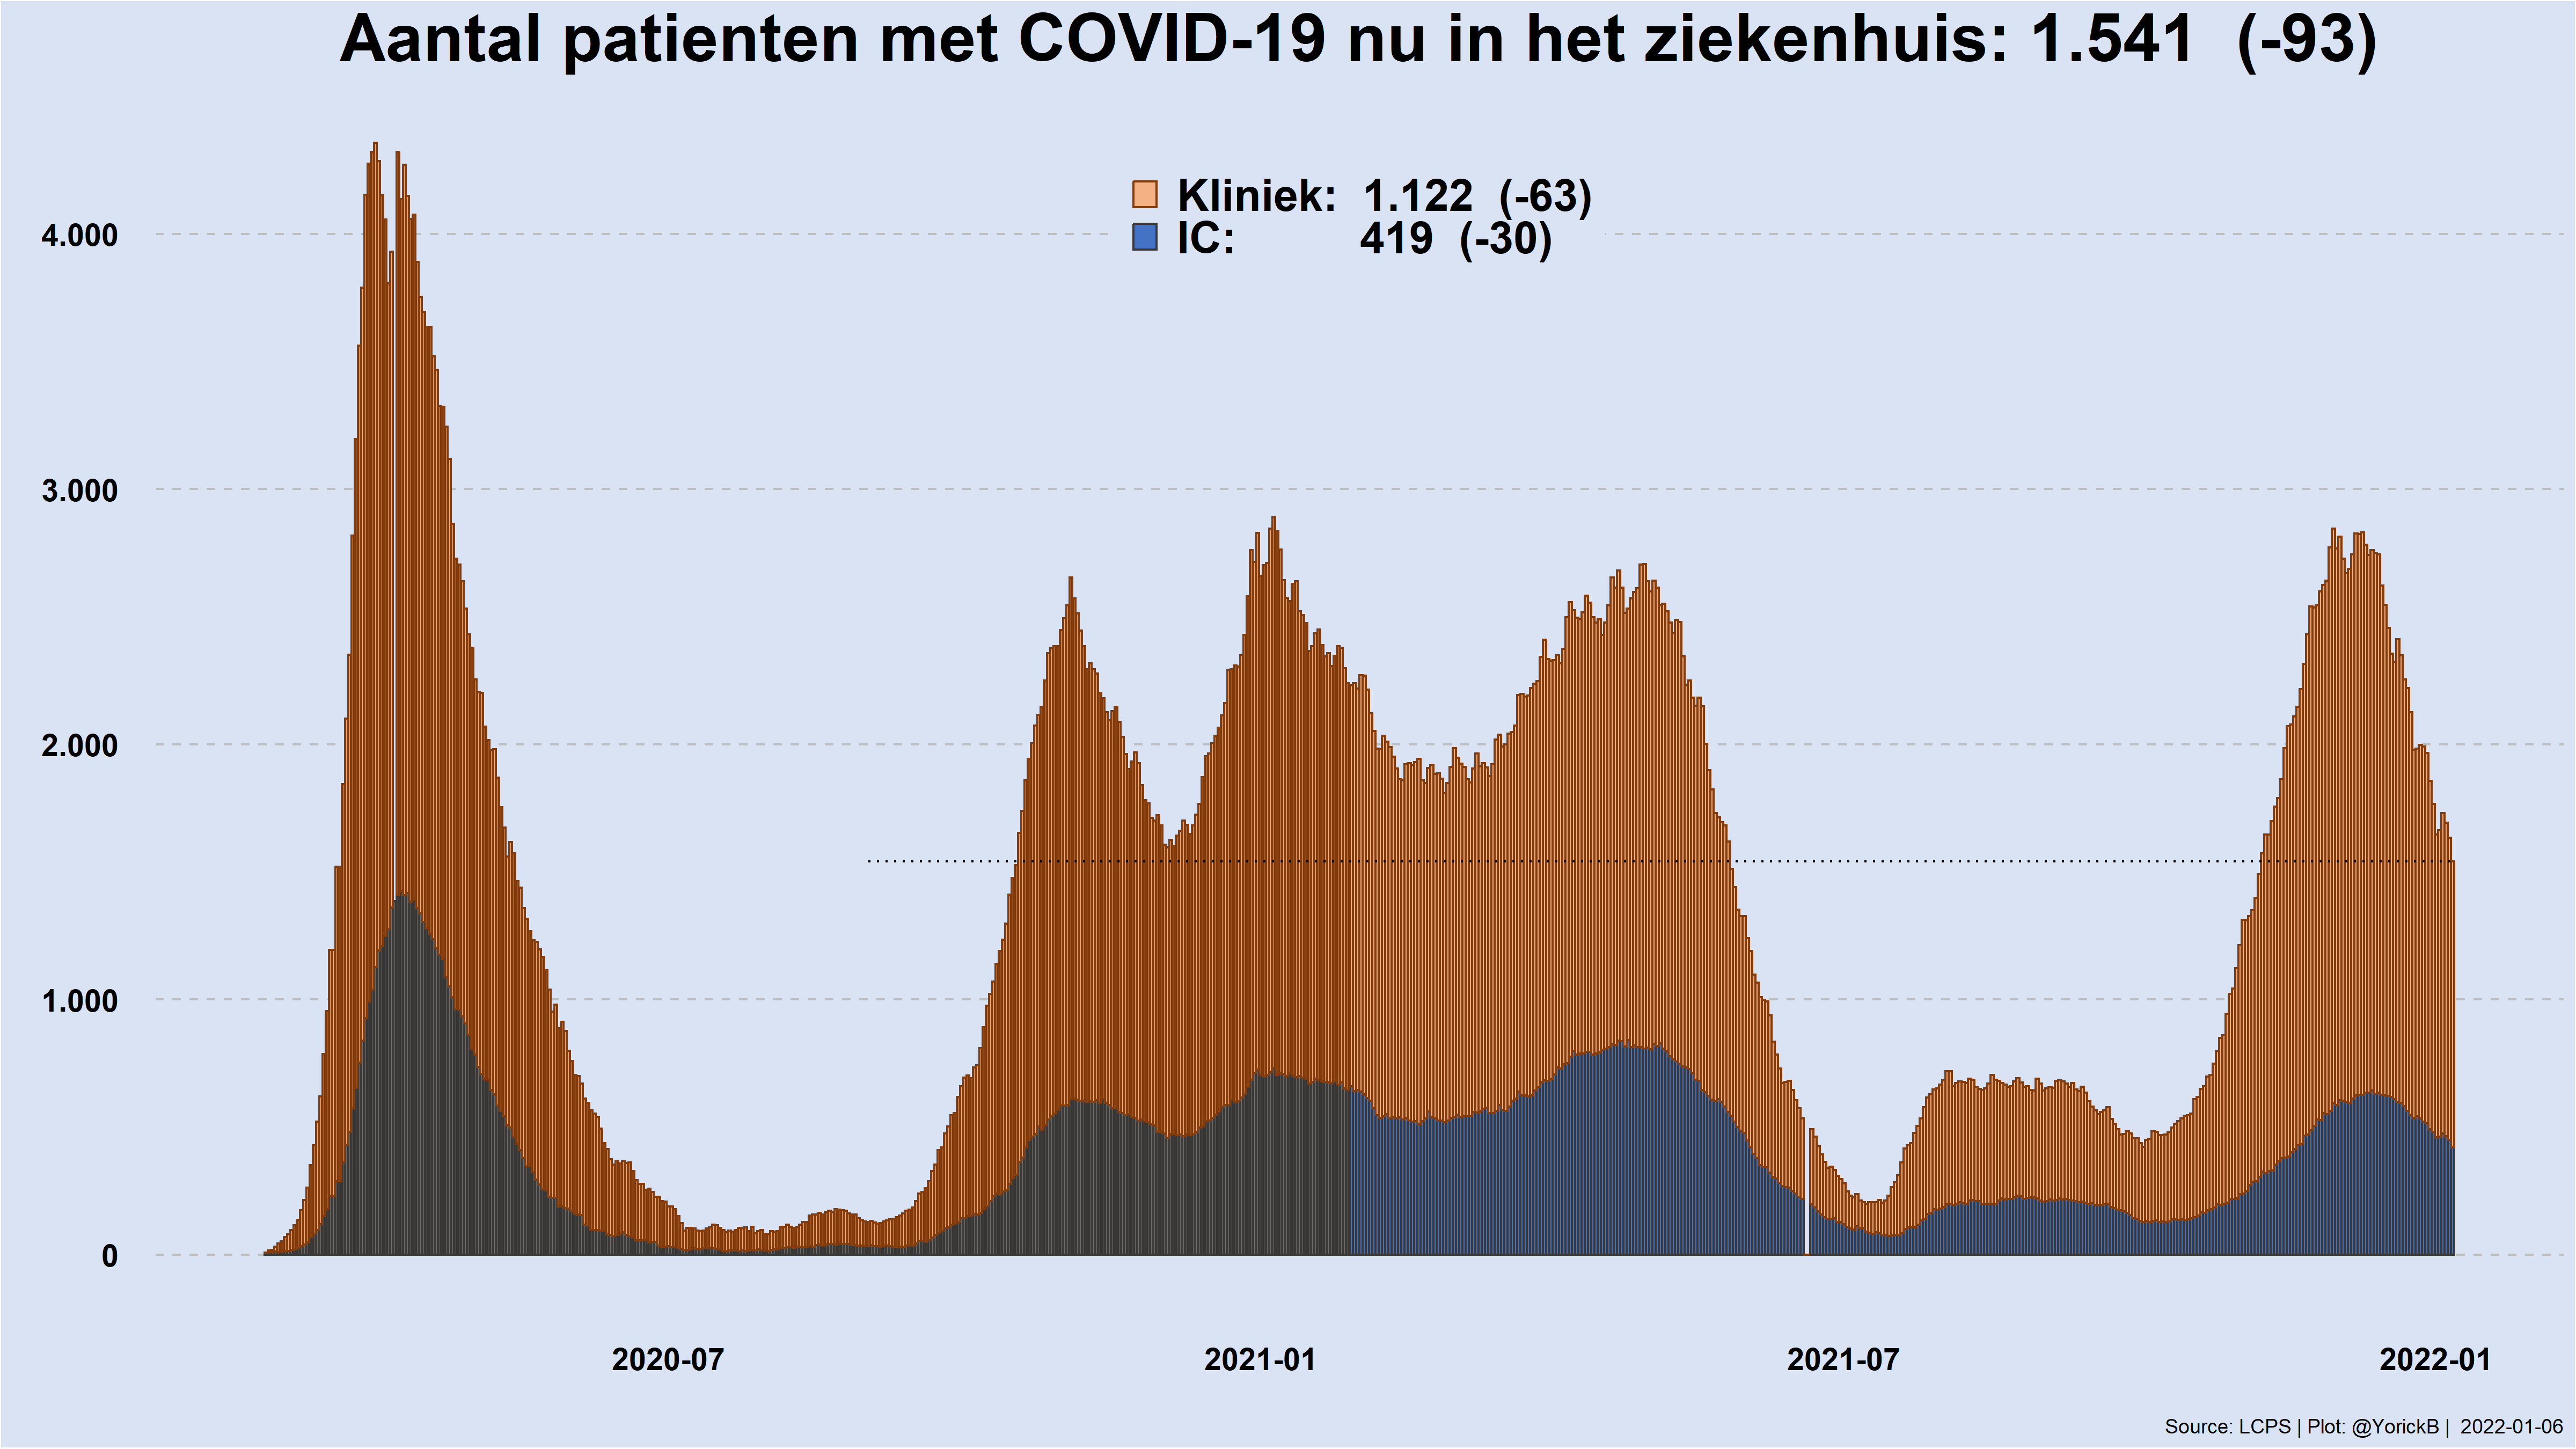 Aantal patienten met COVID-19 nu in het ziekenhuis: 1.541 (-93)
Kliniek: 1.122 (-63)
IC: 419 (-30)
4.000
3.000
2.000
1.000
0
2020-07
2021-01
2021-07
2022-01
Source: LCPS | Plot: @YorickB | 2022-01-06